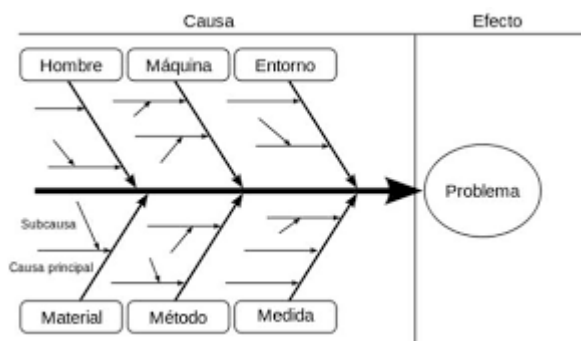 Causa
Efecto
Hombre
Máquina
Entorno
Problema
Subcausa
Causa principal
Material
Método
Medida